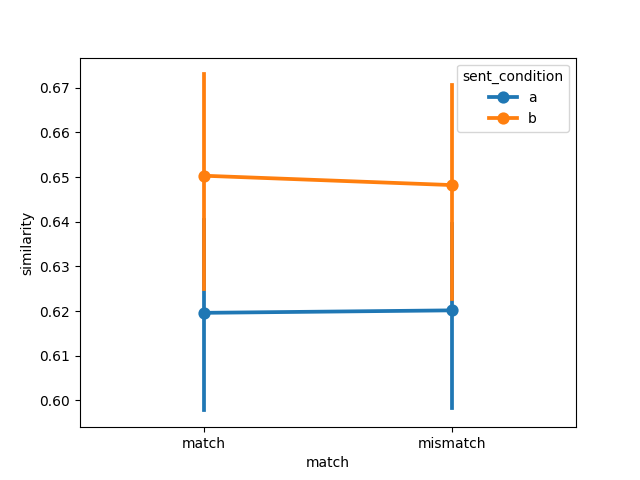 sent_condition
a
b
0.67
0.66
0.65
0.64
0.63
0.62
0.61
0.60
similarity
match
mismatch
match